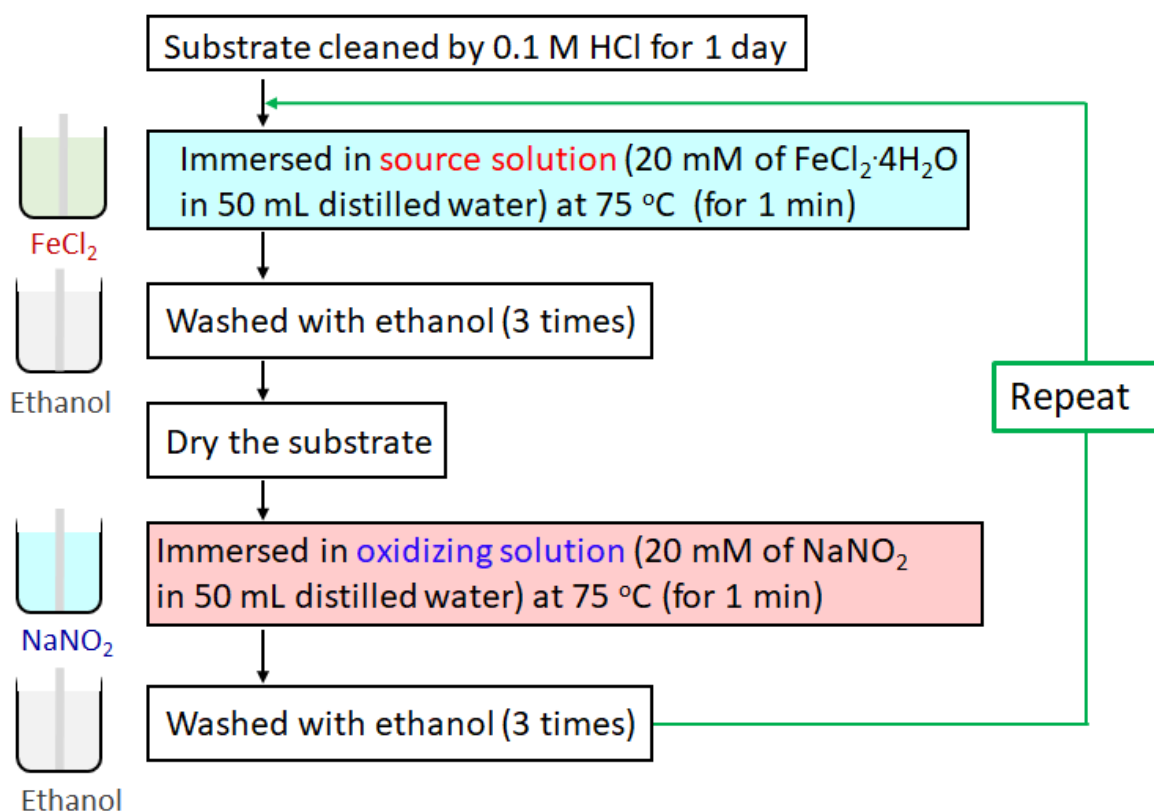 Substrate cleaned by 0.1 M HCl for 1 day
Immersed in source solution (20 mM of FeCl₂·4H₂O
in 50 mL distilled water) at 75 °C (for 1 min)
FeCl₂
Washed with ethanol (3 times)
Ethanol
Repeat
Dry the substrate
Immersed in oxidizing solution (20 mM of NaNO₂
in 50 mL distilled water) at 75 °C (for 1 min)
NaNO₂
Washed with ethanol (3 times)
Ethanol